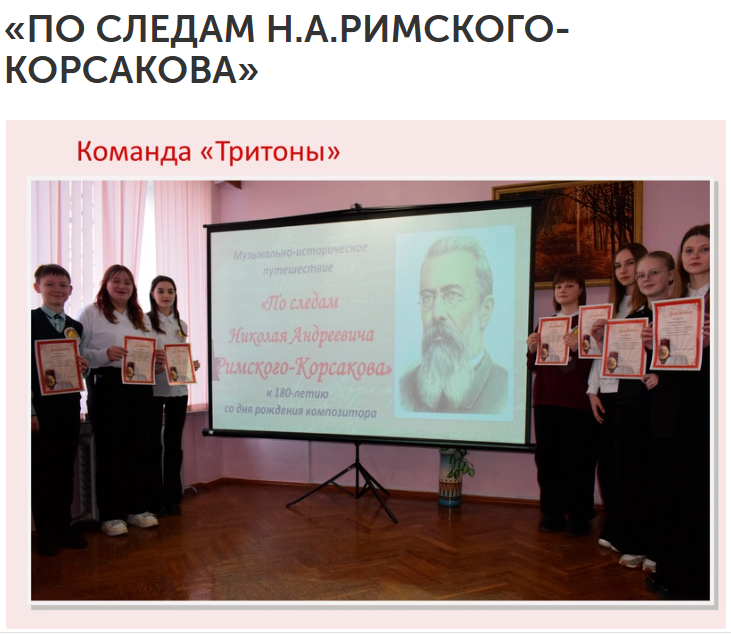 «ПО СЛЕДАМ Н.А.РИМСКОГО-
КОРСАКОВА»
Команда «Тритоны»
Музыкально-историческое
путешествие
«По следам
Николая Андреевича
Римского-Корсакова»
к 180-летию
со дня рождения композитора